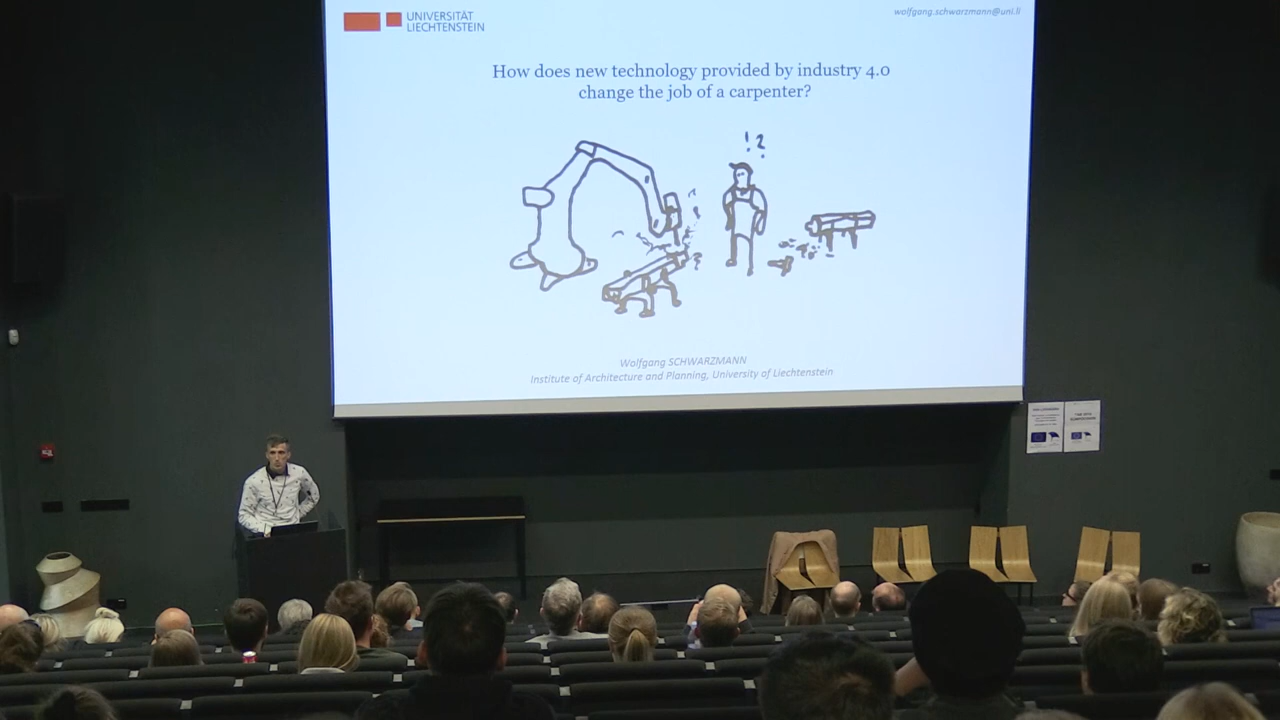 UNIVERSITÄT
LIECHTENSTEIN
wolfgang.schwarzmann@uni.li
How does new technology provided by industry 4.0
change the job of a carpenter?
! ?
Wolfgang SCHWARZMANN
Institute of Architecture and Planning, University of Liechtenstein